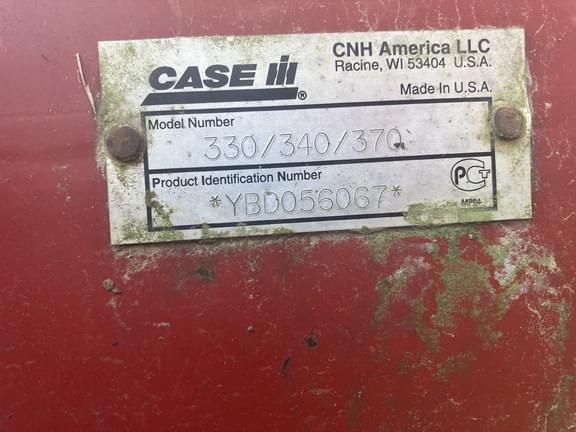 CASE IH
®
CNH America LLC
Racine, WI 53404 U.S.A.
Made In U.S.A.
Model Number
330/340/370
Product Identification Number
*YBD056067*
PCT
MP04